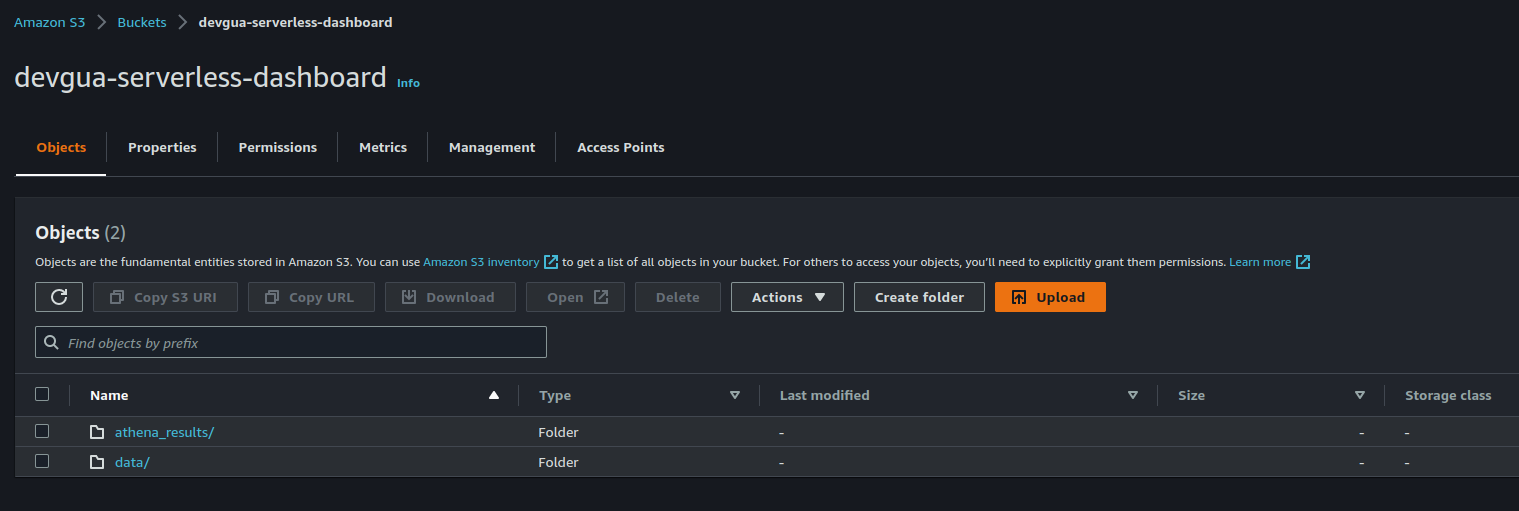 Amazon S3 > Buckets > devgua-serverless-dashboard
devgua-serverless-dashboard Info
Objects Properties Permissions Metrics Management Access Points
Objects (2)
Objects are the fundamental entities stored in Amazon S3. You can use Amazon S3 inventory to get a list of all objects in your bucket. For others to access your objects, you'll need to explicitly grant them permissions. Learn more
Copy S3 URI Copy URL Download Open Delete Actions Create folder Upload
Find objects by prefix
Name Type Last modified Size Storage class
athena_results/ Folder - - -
data/ Folder - - -